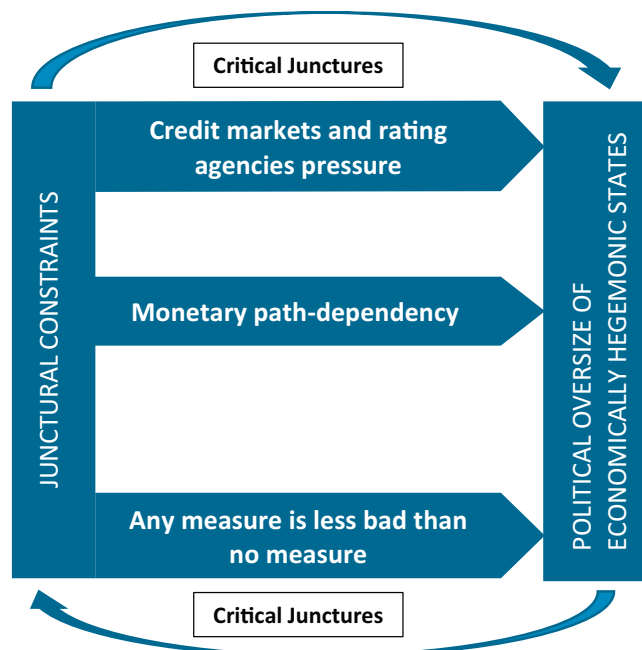 Critical Junctures
Credit markets and rating
agencies pressure
JUNCTURAL CONSTRAINTS
Monetary path-dependency
POLITICAL OVERSIZE OF
ECONOMICALLY HEGEMONIC STATES
Any measure is less bad than
no measure
Critical Junctures